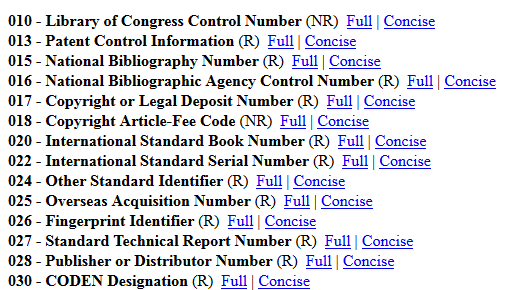 010 - Library of Congress Control Number (NR) Full | Concise
013 - Patent Control Information (R) Full | Concise
015 - National Bibliography Number (R) Full | Concise
016 - National Bibliographic Agency Control Number (R) Full | Concise
017 - Copyright or Legal Deposit Number (R) Full | Concise
018 - Copyright Article-Fee Code (NR) Full | Concise
020 - International Standard Book Number (R) Full | Concise
022 - International Standard Serial Number (R) Full | Concise
024 - Other Standard Identifier (R) Full | Concise
025 - Overseas Acquisition Number (R) Full | Concise
026 - Fingerprint Identifier (R) Full | Concise
027 - Standard Technical Report Number (R) Full | Concise
028 - Publisher or Distributor Number (R) Full | Concise
030 - CODEN Designation (R) Full | Concise